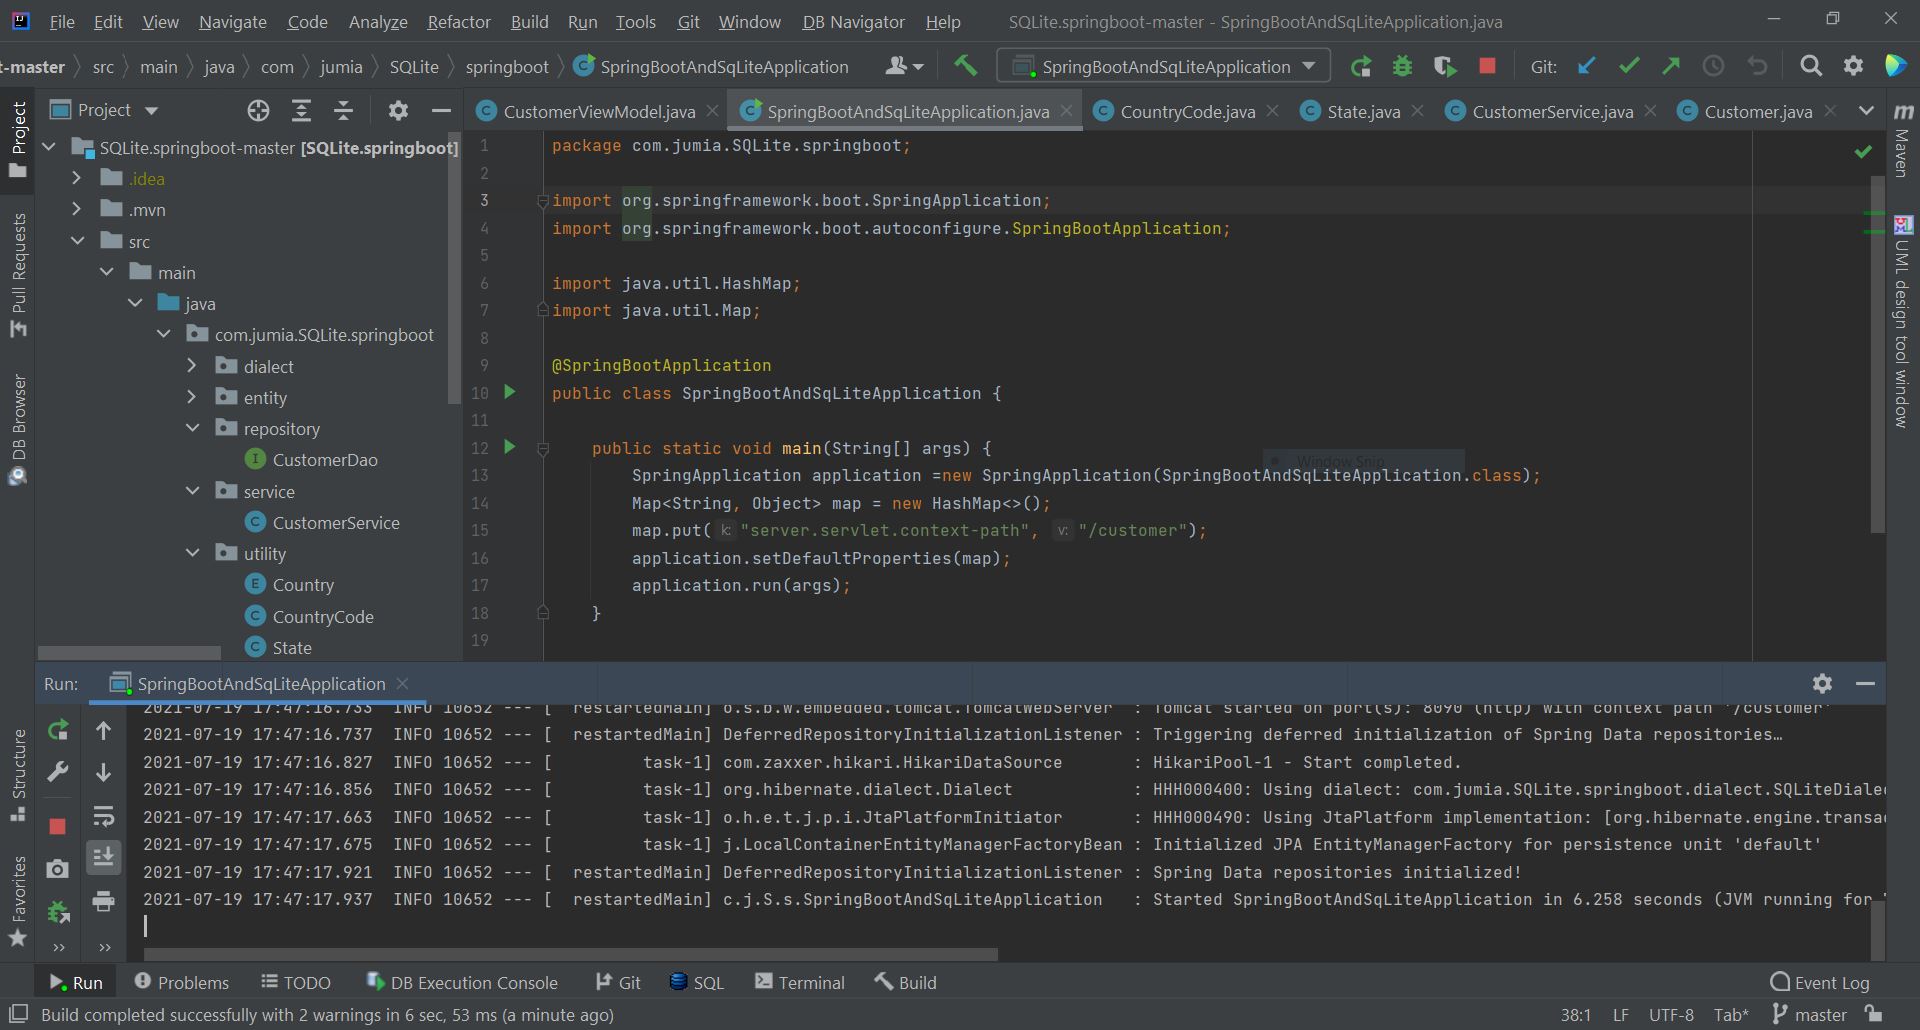 File Edit View Navigate Code Analyze Refactor Build Run Tools Git Window DB Navigator Help SQLite.springboot-master - SpringBootAndSqLiteApplication.java
t-master src main java com jumia SQLite springboot SpringBootAndSqLiteApplication SpringBootAndSqLiteApplication Git:
Project
CustomerViewModel.java SpringBootAndSqLiteApplication.java CountryCode.java State.java CustomerService.java Customer.java
Project
Pull Requests
DB Browser
Structure
Favorites
Maven
UML design tool window
SQLite.springboot-master [SQLite.springboot]
.idea
.mvn
src
main
java
com.jumia.SQLite.springboot
dialect
entity
repository
CustomerDao
service
CustomerService
utility
Country
CountryCode
State
1 package com.jumia.SQLite.springboot;
2
3 import org.springframework.boot.SpringApplication;
4 import org.springframework.boot.autoconfigure.SpringBootApplication;
5
6 import java.util.HashMap;
7 import java.util.Map;
8
9 @SpringBootApplication
10 public class SpringBootAndSqLiteApplication {
11
12 public static void main(String[] args) {
Window Snip
13 SpringApplication application =new SpringApplication(SpringBootAndSqLiteApplication.class);
14 Map<String, Object> map = new HashMap<>();
15 map.put( k: "server.servlet.context-path", v: "/customer");
16 application.setDefaultProperties(map);
17 application.run(args);
18 }
19
Run: SpringBootAndSqLiteApplication
2021-07-19 17:47:16.733 INFO 10652 --- [ restartedMain] o.s.b.w.embedded.tomcat.TomcatWebServer : Tomcat started on port(s): 8090 (http) with context path '/customer'
2021-07-19 17:47:16.737 INFO 10652 --- [ restartedMain] DeferredRepositoryInitializationListener : Triggering deferred initialization of Spring Data repositories…
2021-07-19 17:47:16.827 INFO 10652 --- [ task-1] com.zaxxer.hikari.HikariDataSource : HikariPool-1 - Start completed.
2021-07-19 17:47:16.856 INFO 10652 --- [ task-1] org.hibernate.dialect.Dialect : HHH000400: Using dialect: com.jumia.SQLite.springboot.dialect.SQLiteDialec
2021-07-19 17:47:17.663 INFO 10652 --- [ task-1] o.h.e.t.j.p.i.JtaPlatformInitiator : HHH000490: Using JtaPlatform implementation: [org.hibernate.engine.transac
2021-07-19 17:47:17.675 INFO 10652 --- [ task-1] j.LocalContainerEntityManagerFactoryBean : Initialized JPA EntityManagerFactory for persistence unit 'default'
2021-07-19 17:47:17.921 INFO 10652 --- [ restartedMain] DeferredRepositoryInitializationListener : Spring Data repositories initialized!
2021-07-19 17:47:17.937 INFO 10652 --- [ restartedMain] c.j.S.s.SpringBootAndSqLiteApplication : Started SpringBootAndSqLiteApplication in 6.258 seconds (JVM running for
Run Problems TODO DB Execution Console Git SQL Terminal Build Event Log
Build completed successfully with 2 warnings in 6 sec, 53 ms (a minute ago) 38:1 LF UTF-8 Tab* master